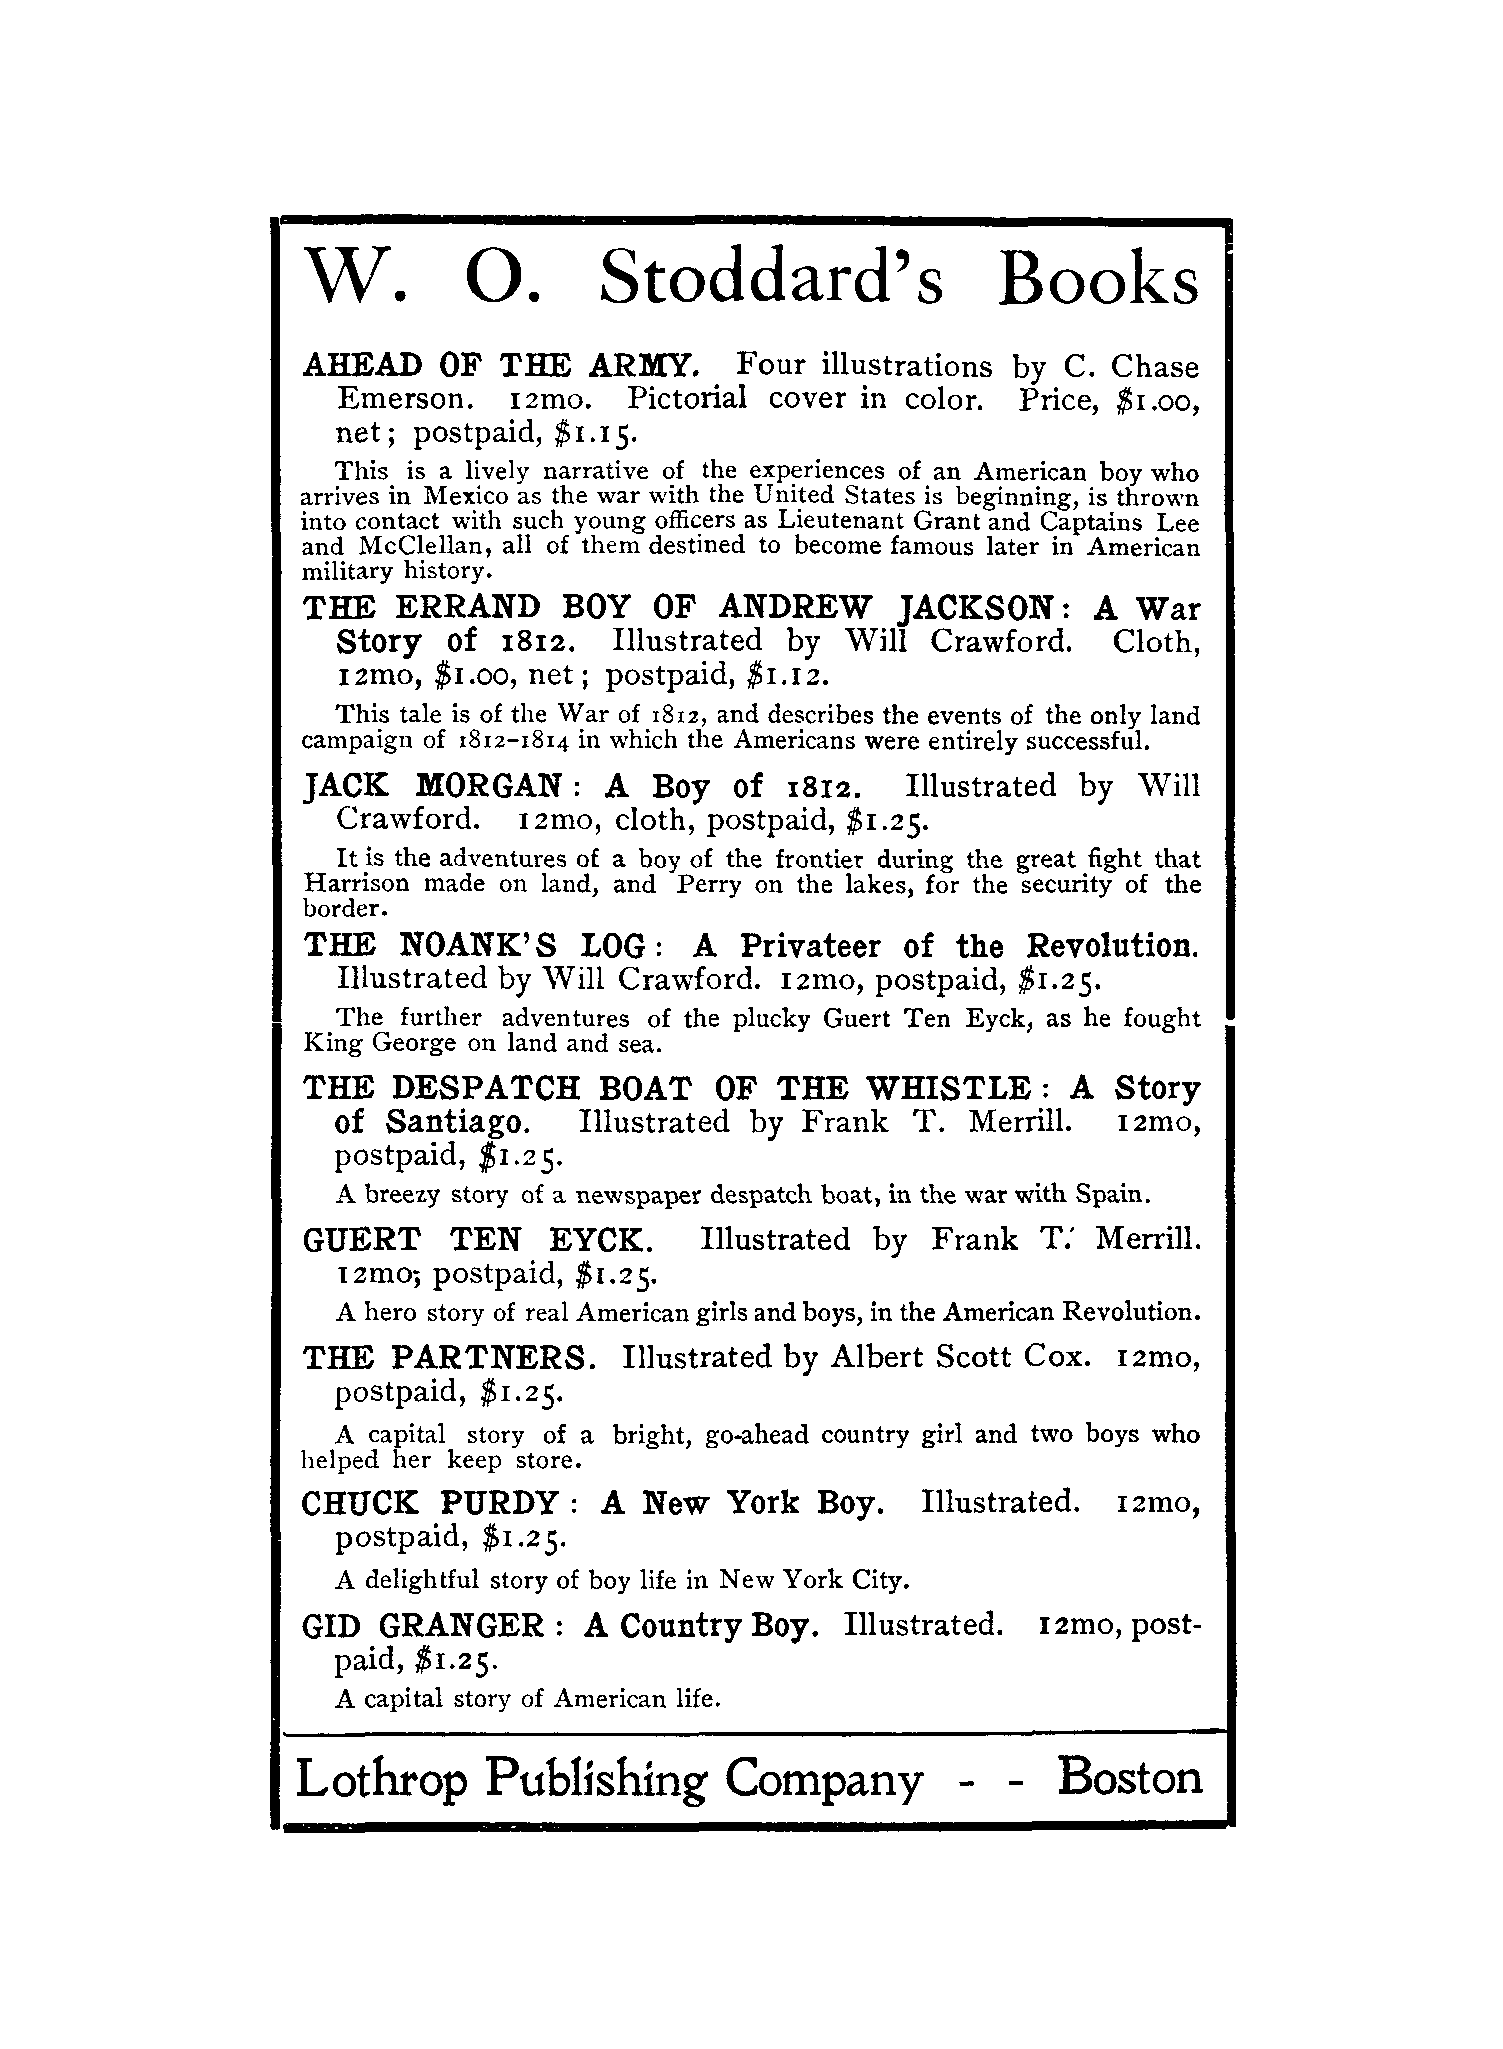 W. O. Stoddard's Books
AHEAD OF THE ARMY. Four illustrations by C. Chase
Emerson. 12mo. Pictorial cover in color. Price, $1.00,
net; postpaid, $1.15.
This is a lively narrative of the experiences of an American boy who
arrives in Mexico as the war with the United States is beginning, is thrown
into contact with such young officers as Lieutenant Grant and Captains Lee
and McClellan, all of them destined to become famous later in American
military history.
THE ERRAND BOY OF ANDREW JACKSON: A War
Story of 1812. Illustrated by Will Crawford. Cloth,
12mo, $1.00, net; postpaid, $1.12.
This tale is of the War of 1812, and describes the events of the only land
campaign of 1812-1814 in which the Americans were entirely successful.
JACK MORGAN: A Boy of 1812. Illustrated by Will
Crawford. 12mo, cloth, postpaid, $1.25.
It is the adventures of a boy of the frontier during the great fight that
Harrison made on land, and Perry on the lakes, for the security of the
border.
THE NOANK'S LOG: A Privateer of the Revolution.
Illustrated by Will Crawford. 12mo, postpaid, $1.25.
The further adventures of the plucky Guert Ten Eyck, as he fought
King George on land and sea.
THE DESPATCH BOAT OF THE WHISTLE: A Story
of Santiago. Illustrated by Frank T. Merrill. 12mo,
postpaid, $1.25.
A breezy story of a newspaper despatch boat, in the war with Spain.
GUERT TEN EYCK. Illustrated by Frank T. Merrill.
12mo, postpaid, $1.25.
A hero story of real American girls and boys, in the American Revolution.
THE PARTNERS. Illustrated by Albert Scott Cox. 12mo,
postpaid, $1.25.
A capital story of a bright, go-ahead country girl and two boys who
helped her keep store.
CHUCK PURDY: A New York Boy. Illustrated. 12mo,
postpaid, $1.25.
A delightful story of boy life in New York City.
GID GRANGER: A Country Boy. Illustrated. 12mo, post-
paid, $1.25.
A capital story of American life.
Lothrop Publishing Company - - Boston